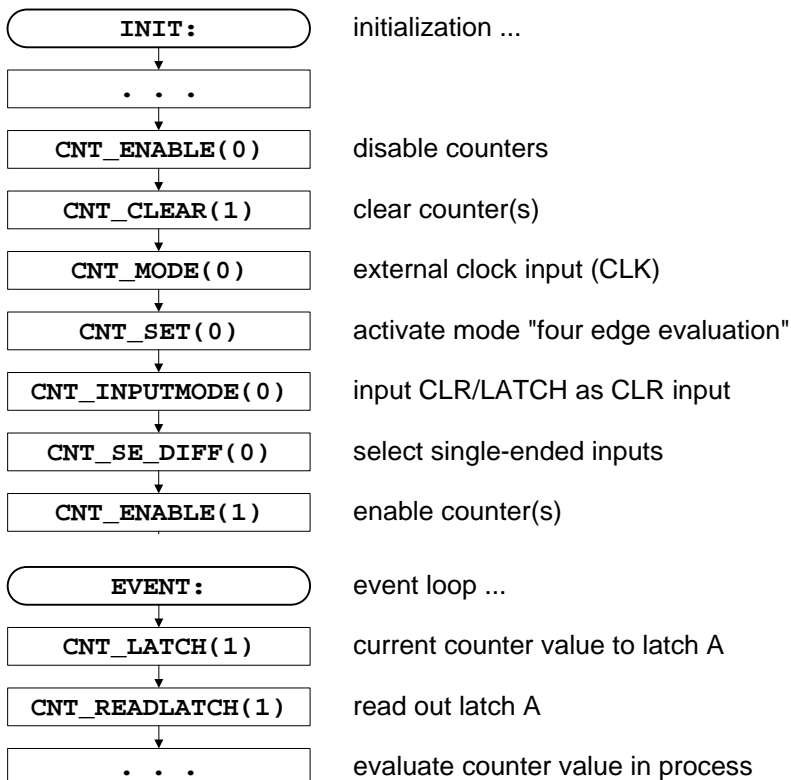 INIT: initialization ...
. . .
CNT_ENABLE(0) disable counters
CNT_CLEAR(1) clear counter(s)
CNT_MODE(0) external clock input (CLK)
CNT_SET(0) activate mode "four edge evaluation"
CNT_INPUTMODE(0) input CLR/LATCH as CLR input
CNT_SE_DIFF(0) select single-ended inputs
CNT_ENABLE(1) enable counter(s)
EVENT: event loop ...
CNT_LATCH(1) current counter value to latch A
CNT_READLATCH(1) read out latch A
. . . evaluate counter value in process